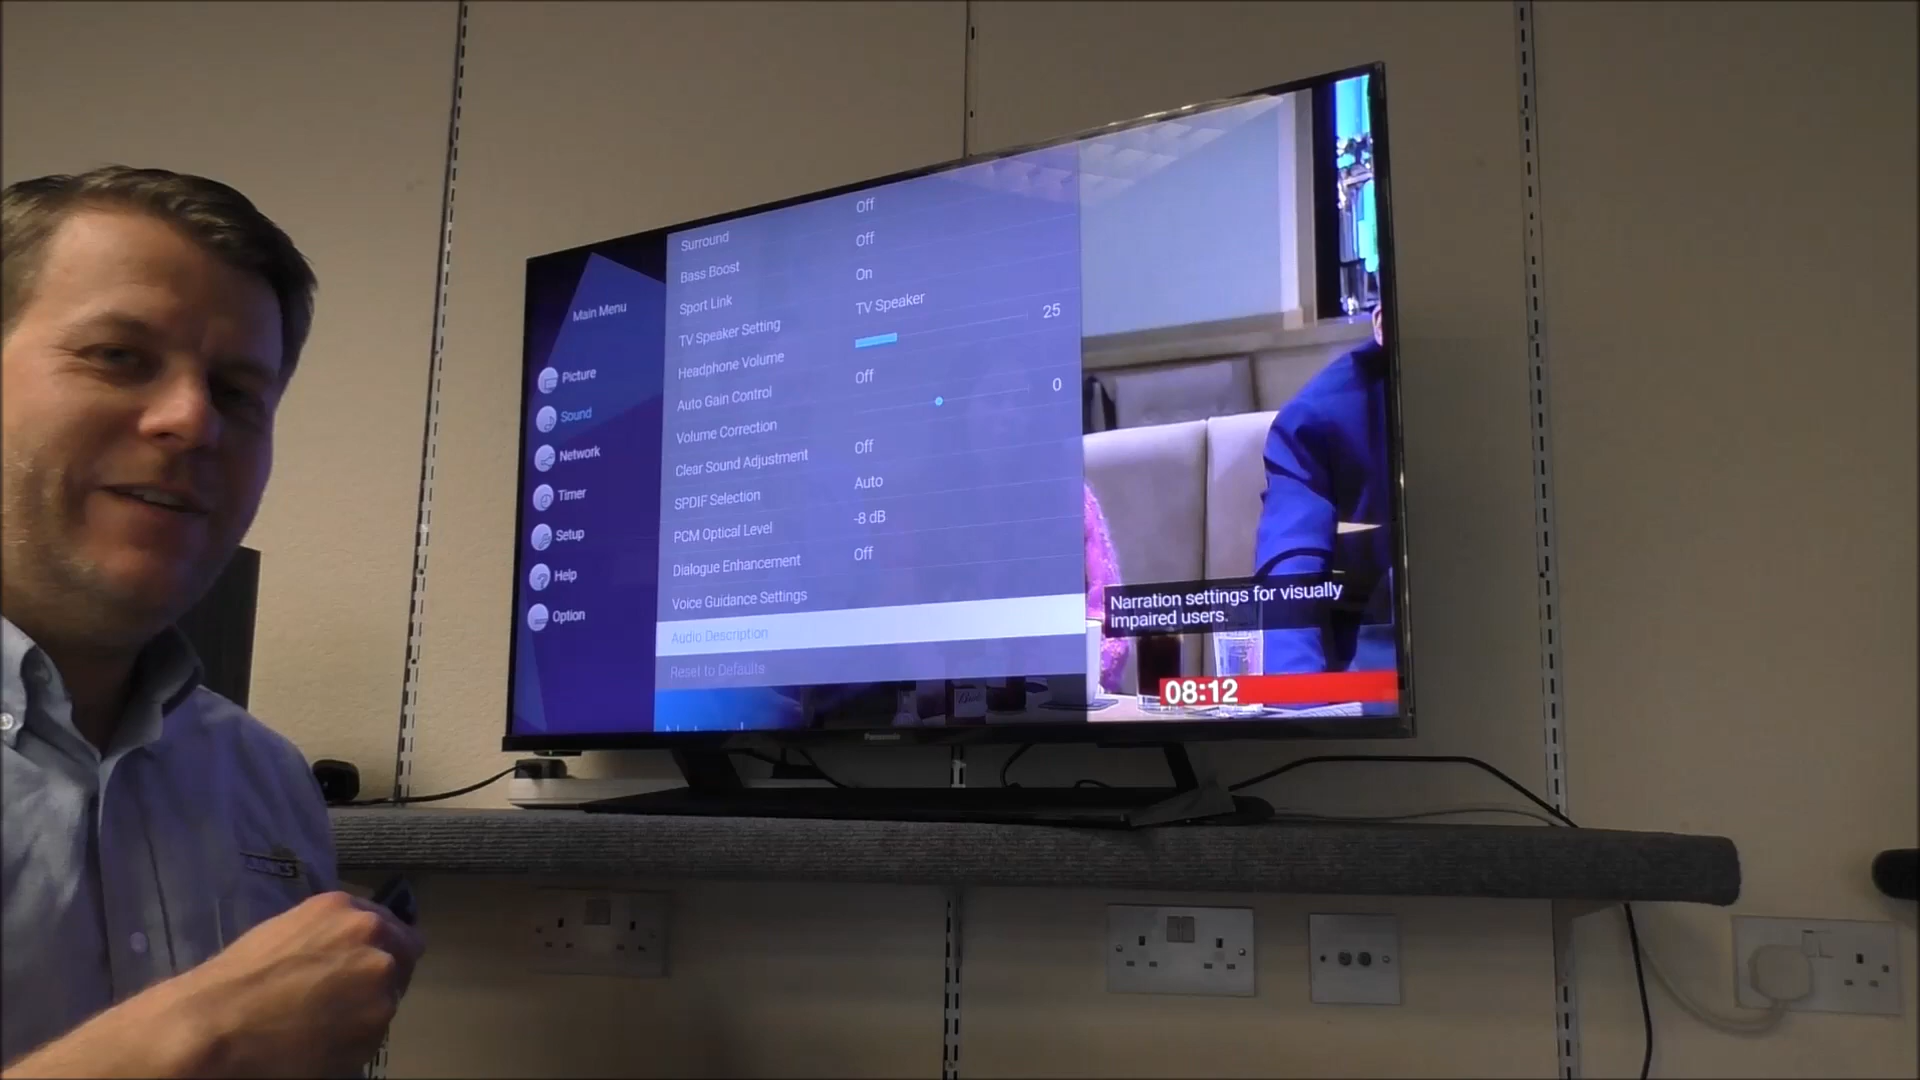 Main Menu
Picture
Sound
Network
Timer
Setup
Help
Option
Off
Surround
Off
Bass Boost
On
Sport Link
TV Speaker
TV Speaker Setting
25
Headphone Volume
Off
Auto Gain Control
0
Volume Correction
Off
Clear Sound Adjustment
Auto
SPDIF Selection
-8 dB
PCM Optical Level
Off
Dialogue Enhancement
Voice Guidance Settings
Audio Description
Reset to Defaults
Narration settings for visually
impaired users.
08:12
Panasonic